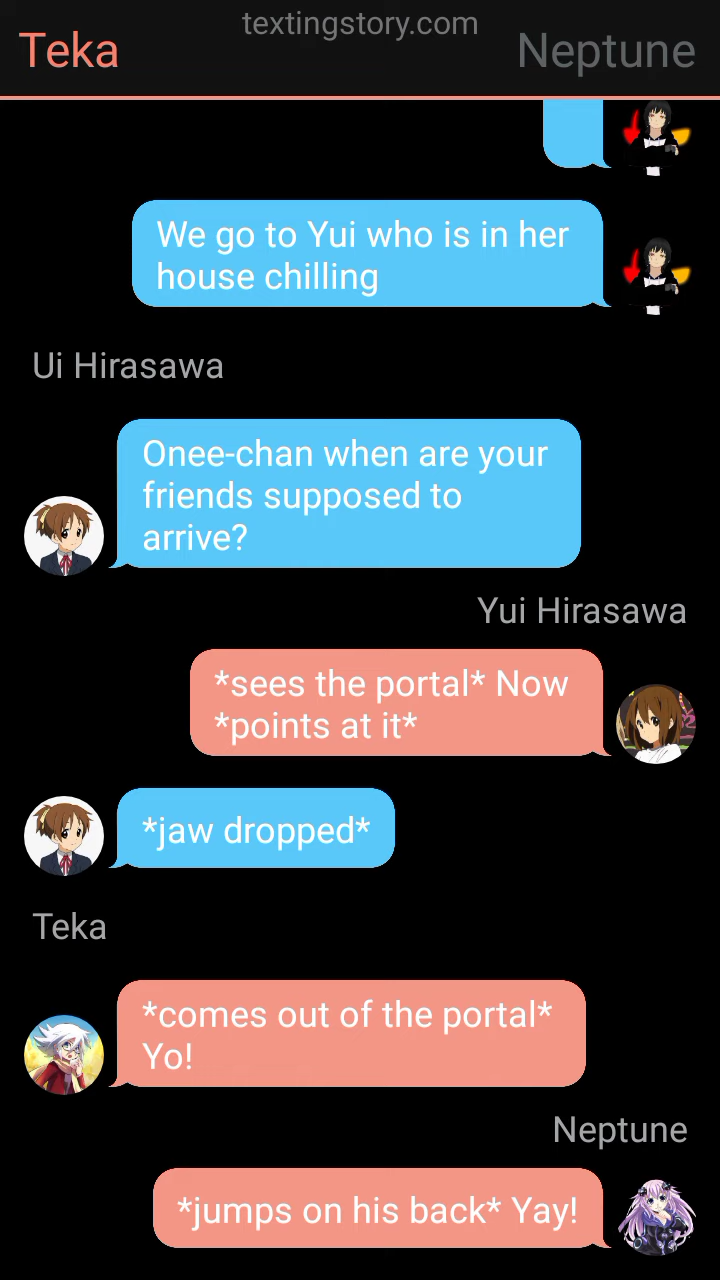 textingstory.com
Teka
Neptune
We go to Yui who is in her
house chilling
Ui Hirasawa
Onee-chan when are your
friends supposed to
arrive?
Yui Hirasawa
*sees the portal* Now
*points at it*
*jaw dropped*
Teka
*comes out of the portal*
Yo!
Neptune
*jumps on his back* Yay!